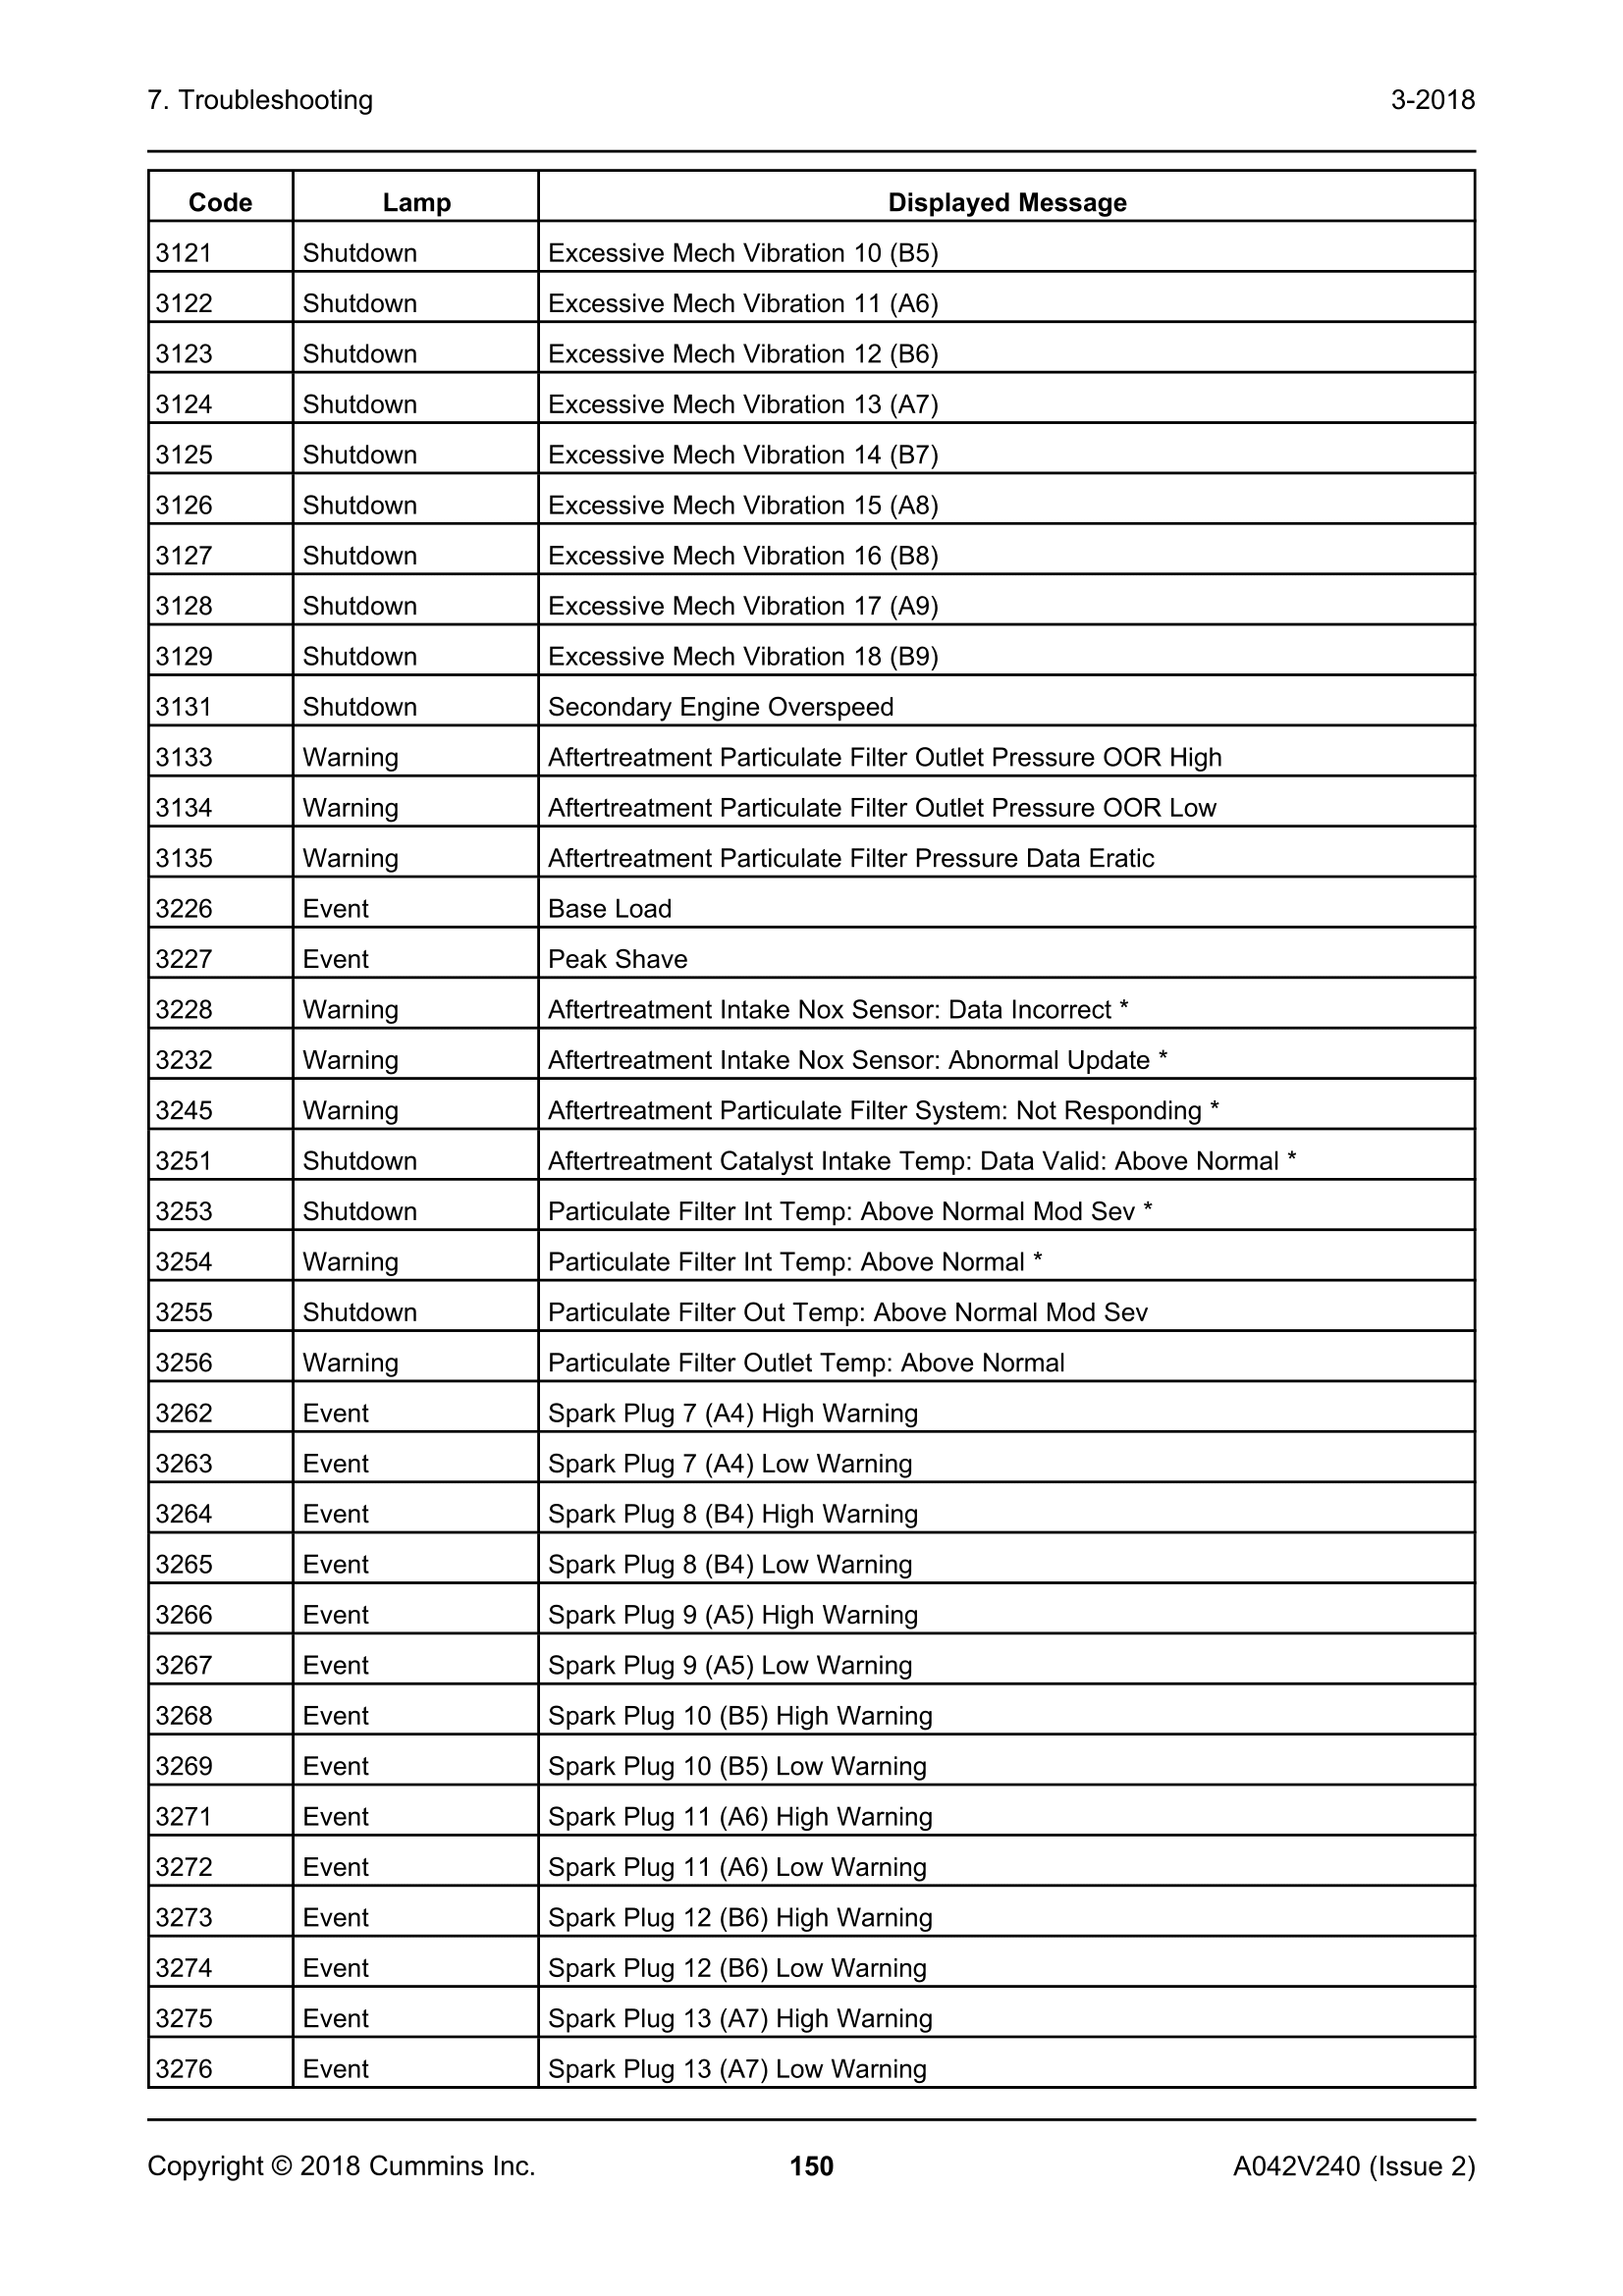 7. Troubleshooting 3-2018
Code Lamp Displayed Message
3121 Shutdown Excessive Mech Vibration 10 (B5)
3122 Shutdown Excessive Mech Vibration 11 (A6)
3123 Shutdown Excessive Mech Vibration 12 (B6)
3124 Shutdown Excessive Mech Vibration 13 (A7)
3125 Shutdown Excessive Mech Vibration 14 (B7)
3126 Shutdown Excessive Mech Vibration 15 (A8)
3127 Shutdown Excessive Mech Vibration 16 (B8)
3128 Shutdown Excessive Mech Vibration 17 (A9)
3129 Shutdown Excessive Mech Vibration 18 (B9)
3131 Shutdown Secondary Engine Overspeed
3133 Warning Aftertreatment Particulate Filter Outlet Pressure OOR High
3134 Warning Aftertreatment Particulate Filter Outlet Pressure OOR Low
3135 Warning Aftertreatment Particulate Filter Pressure Data Eratic
3226 Event Base Load
3227 Event Peak Shave
3228 Warning Aftertreatment Intake Nox Sensor: Data Incorrect *
3232 Warning Aftertreatment Intake Nox Sensor: Abnormal Update *
3245 Warning Aftertreatment Particulate Filter System: Not Responding *
3251 Shutdown Aftertreatment Catalyst Intake Temp: Data Valid: Above Normal *
3253 Shutdown Particulate Filter Int Temp: Above Normal Mod Sev *
3254 Warning Particulate Filter Int Temp: Above Normal *
3255 Shutdown Particulate Filter Out Temp: Above Normal Mod Sev
3256 Warning Particulate Filter Outlet Temp: Above Normal
3262 Event Spark Plug 7 (A4) High Warning
3263 Event Spark Plug 7 (A4) Low Warning
3264 Event Spark Plug 8 (B4) High Warning
3265 Event Spark Plug 8 (B4) Low Warning
3266 Event Spark Plug 9 (A5) High Warning
3267 Event Spark Plug 9 (A5) Low Warning
3268 Event Spark Plug 10 (B5) High Warning
3269 Event Spark Plug 10 (B5) Low Warning
3271 Event Spark Plug 11 (A6) High Warning
3272 Event Spark Plug 11 (A6) Low Warning
3273 Event Spark Plug 12 (B6) High Warning
3274 Event Spark Plug 12 (B6) Low Warning
3275 Event Spark Plug 13 (A7) High Warning
3276 Event Spark Plug 13 (A7) Low Warning
Copyright © 2018 Cummins Inc. 150 A042V240 (Issue 2)